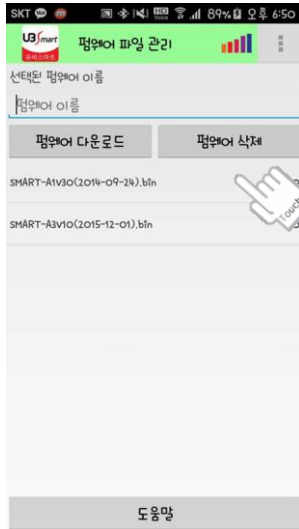 SKT 89% 오후 6:50
U3Smart
유비스마트
펌웨어 파일 관리
선택된 펌웨어 이름
펌웨어 이름
펌웨어 다운로드 펌웨어 삭제
SMART-A1V30(2014-09-24).bin
Touch
SMART-A3V10(2015-12-01).bin
도움말